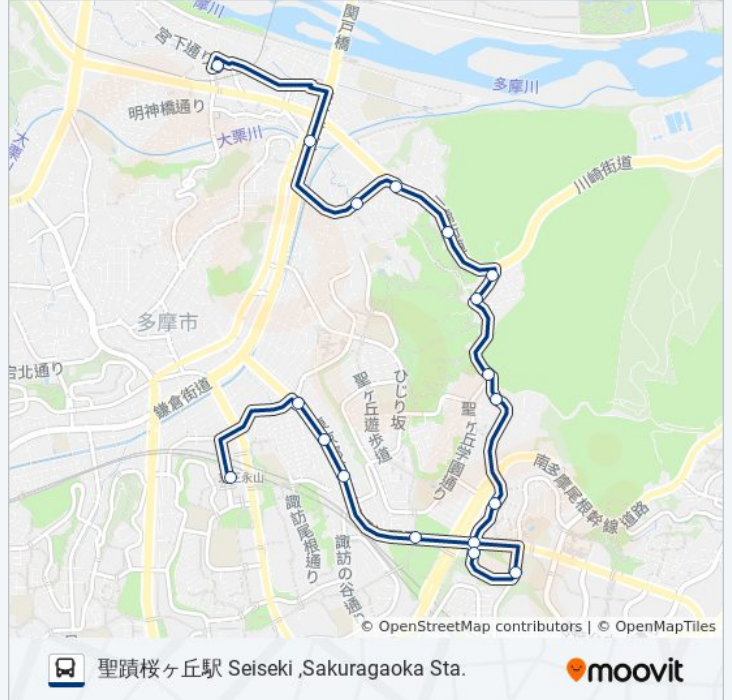 摩川
関戸橋
宮下通り
多摩川
明神橋通り
大栗川
大栗
川崎街道
多摩市
鎌倉街道
ひじり坂
聖ヶ丘遊歩道
聖ヶ丘学園通り
南多摩尾根幹線道路
永山
諏訪尾根通り
諏訪の谷通
© OpenStreetMap contributors | © OpenMapTiles
聖蹟桜ヶ丘駅 Seiseki ,Sakuragaoka Sta.
moovit